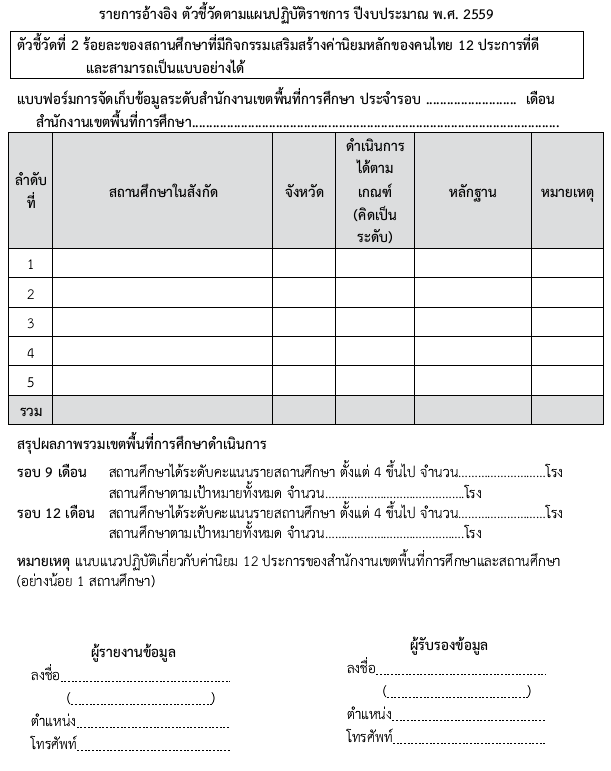 รายการอ้างอิง ตัวชี้วัดตามแผนปฏิบัติราชการ ปีงบประมาณ พ.ศ. 2559
ตัวชี้วัดที่ 2 ร้อยละของสถานศึกษาที่มีกิจกรรมเสริมสร้างค่านิยมหลักของคนไทย 12 ประการที่ดี
และสามารถเป็นแบบอย่างได้
แบบฟอร์มการจัดเก็บข้อมูลระดับสำนักงานเขตพื้นที่การศึกษา ประจำรอบ .......................... เดือน
สำนักงานเขตพื้นที่การศึกษา..........................................................................................................
ลำดับ
ที่
สถานศึกษาในสังกัด
จังหวัด
ดำเนินการ
ได้ตาม
เกณฑ์
(คิดเป็น
ระดับ)
หลักฐาน
หมายเหตุ
1
2
3
4
5
รวม
สรุปผลภาพรวมเขตพื้นที่การศึกษาดำเนินการ
รอบ 9 เดือน สถานศึกษาได้ระดับคะแนนรายสถานศึกษา ตั้งแต่ 4 ขึ้นไป จำนวน..........................โรง
สถานศึกษาตามเป้าหมายทั้งหมด จำนวน..........................................โรง
รอบ 12 เดือน สถานศึกษาได้ระดับคะแนนรายสถานศึกษา ตั้งแต่ 4 ขึ้นไป จำนวน..........................โรง
สถานศึกษาตามเป้าหมายทั้งหมด จำนวน..........................................โรง
หมายเหตุ แนบแนวปฏิบัติเกี่ยวกับค่านิยม 12 ประการของสำนักงานเขตพื้นที่การศึกษาและสถานศึกษา
(อย่างน้อย 1 สถานศึกษา)
ผู้รายงานข้อมูล
ลงชื่อ..................................................
(..........................................)
ตำแหน่ง.............................................
โทรศัพท์.............................................
ผู้รับรองข้อมูล
ลงชื่อ..................................................
(..........................................)
ตำแหน่ง.............................................
โทรศัพท์.............................................